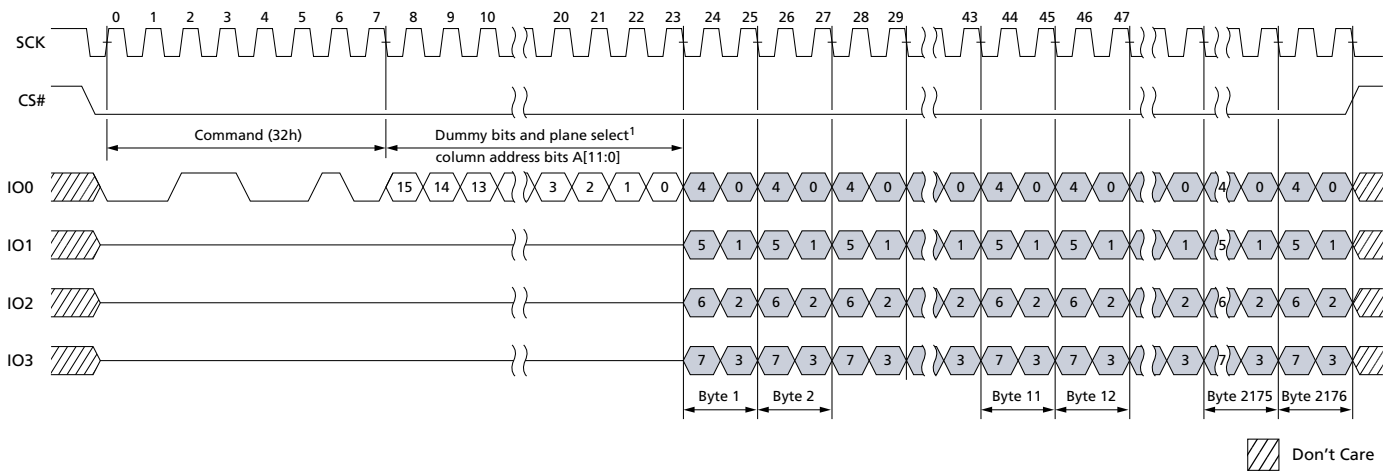 0 1 2 3 4 5 6 7 8 9 10 20 21 22 23 24 25 26 27 28 29 43 44 45 46 47
SCK
CS#
Command (32h) Dummy bits and plane select1
column address bits A[11:0]
IO0 15 14 13 3 2 1 0 4 0 4 0 4 0 0 4 0 4 0 0 4 0 4 0
IO1 5 1 5 1 5 1 1 5 1 5 1 1 5 1 5 1
IO2 6 2 6 2 6 2 2 6 2 6 2 2 6 2 6 2
IO3 7 3 7 3 7 3 3 7 3 7 3 3 7 3 7 3
Byte 1 Byte 2 Byte 11 Byte 12 Byte 2175 Byte 2176
Don't Care